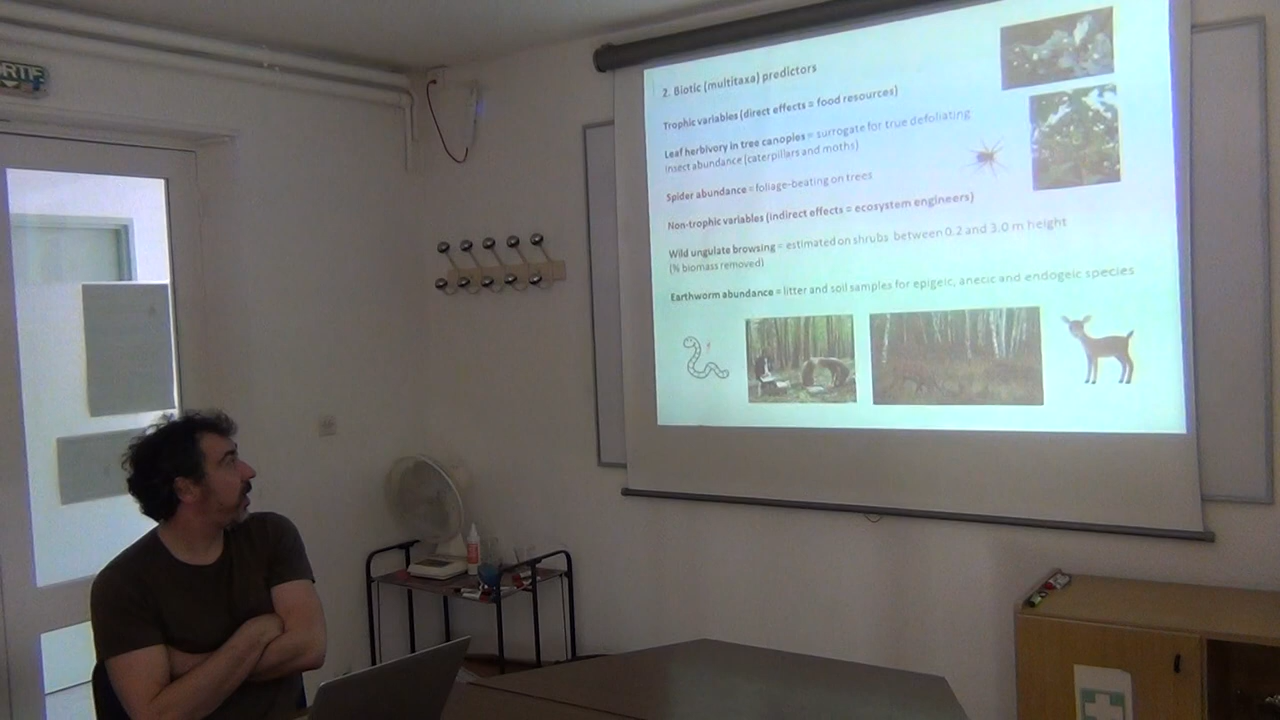 RTIF
2. Biotic (multitaxa) predictors
Trophic variables (direct effects = food resources)
Leaf herbivory in tree canopies = surrogate for true defoliating
insect abundance (caterpillars and moths)
Spider abundance = foliage-beating on trees
Non-trophic variables (indirect effects = ecosystem engineers)
Wild ungulate browsing = estimated on shrubs between 0.2 and 3.0 m height
(% biomass removed)
Earthworm abundance = litter and soil samples for epigeic, anecic and endogeic species